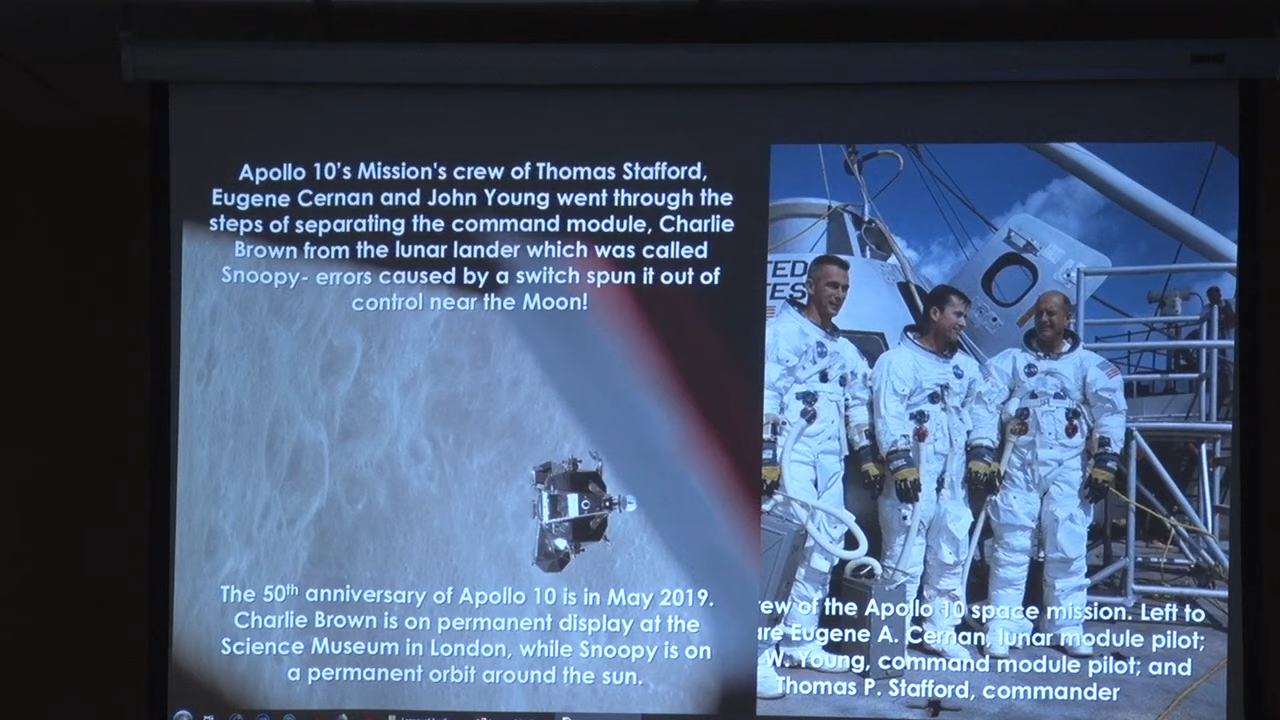 Apollo 10's Mission's crew of Thomas Stafford,
Eugene Cernan and John Young went through the
steps of separating the command module, Charlie
Brown from the lunar lander which was called
Snoopy- errors caused by a switch spun it out of
control near the Moon!
The 50th anniversary of Apollo 10 is in May 2019.
Charlie Brown is on permanent display at the
Science Museum in London, while Snoopy is on
a permanent orbit around the sun.
TED
TES
ew of the Apollo 10 space mission. Left to
are Eugene A. Cernan, lunar module pilot;
W. Young, command module pilot; and
Thomas P. Stafford, commander